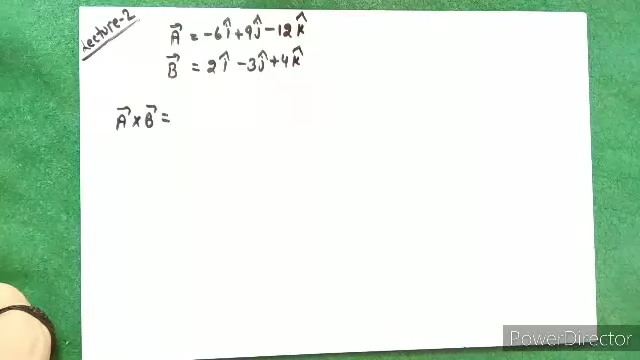 Lecture-2
A⃗ = -6î+9ĵ-12k̂
B⃗ = 2î-3ĵ+4k̂
A⃗×B⃗ =
PowerDirector